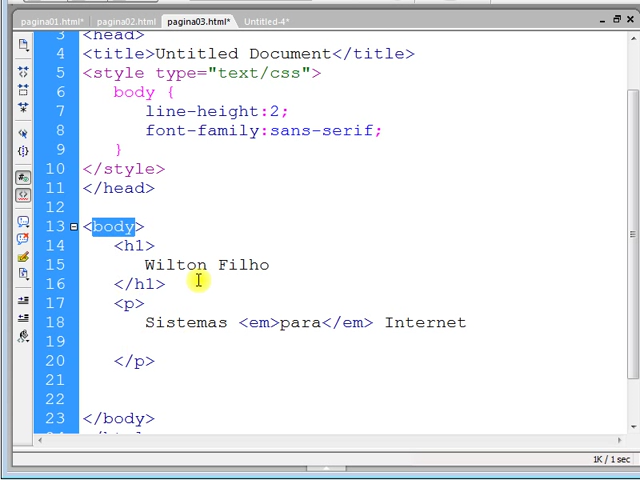 pagina01.html* pagina02.html pagina03.html* Untitled-4*
3 <head>
4 <title>Untitled Document</title>
5 <style type="text/css">
6 body {
7 line-height:2;
8 font-family:sans-serif;
9 }
10 </style>
11 </head>
12
13 <body>
14 <h1>
15 Wilton Filho
16 </h1>
17 <p>
18 Sistemas <em>para</em> Internet
19
20 </p>
21
22
23 </body>
1K / 1 sec